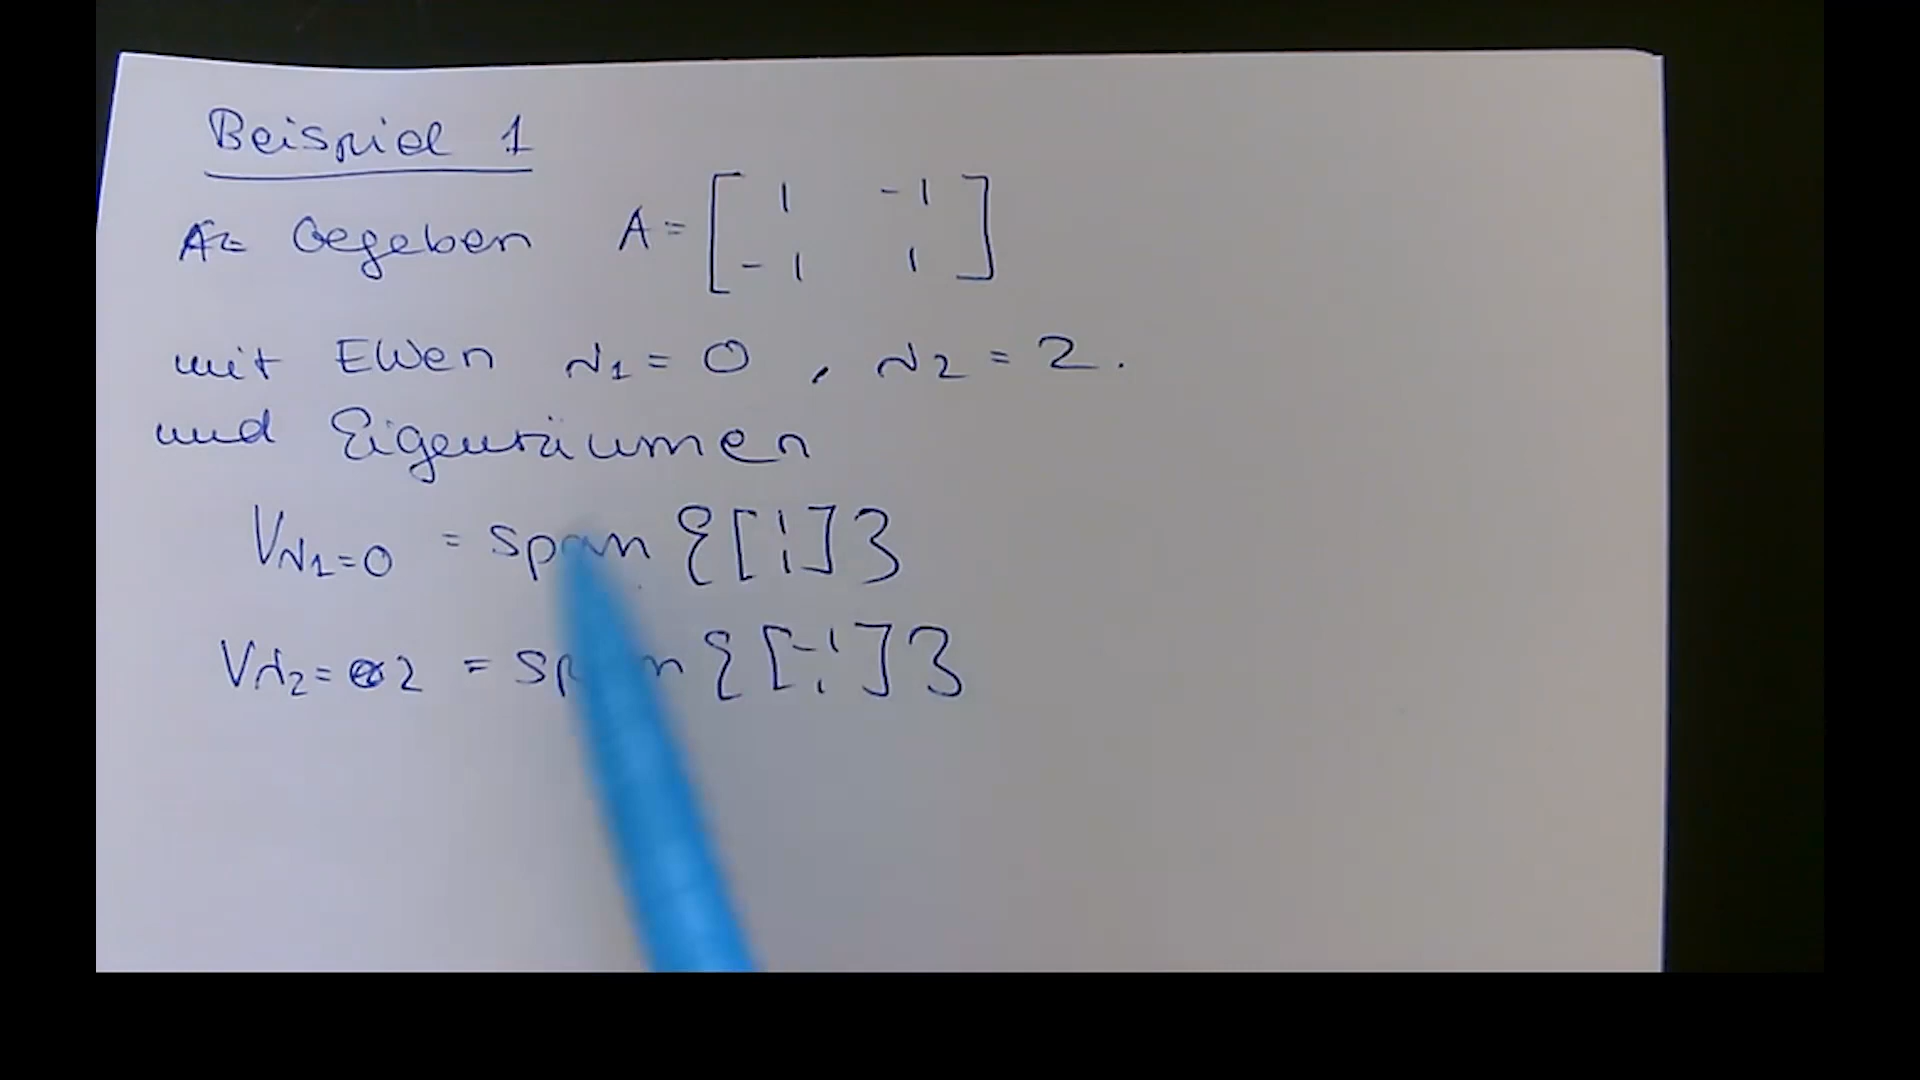 Beispiel 1
A= Gegeben A = [ 1 -1
-1 1 ]
mit EWen λ1 = 0 , λ2 = 2 .
und Eigenräumen
Vλ1=0 = span {[ 1 1 ]}
Vλ2=2 = span {[ -1 1 ]}